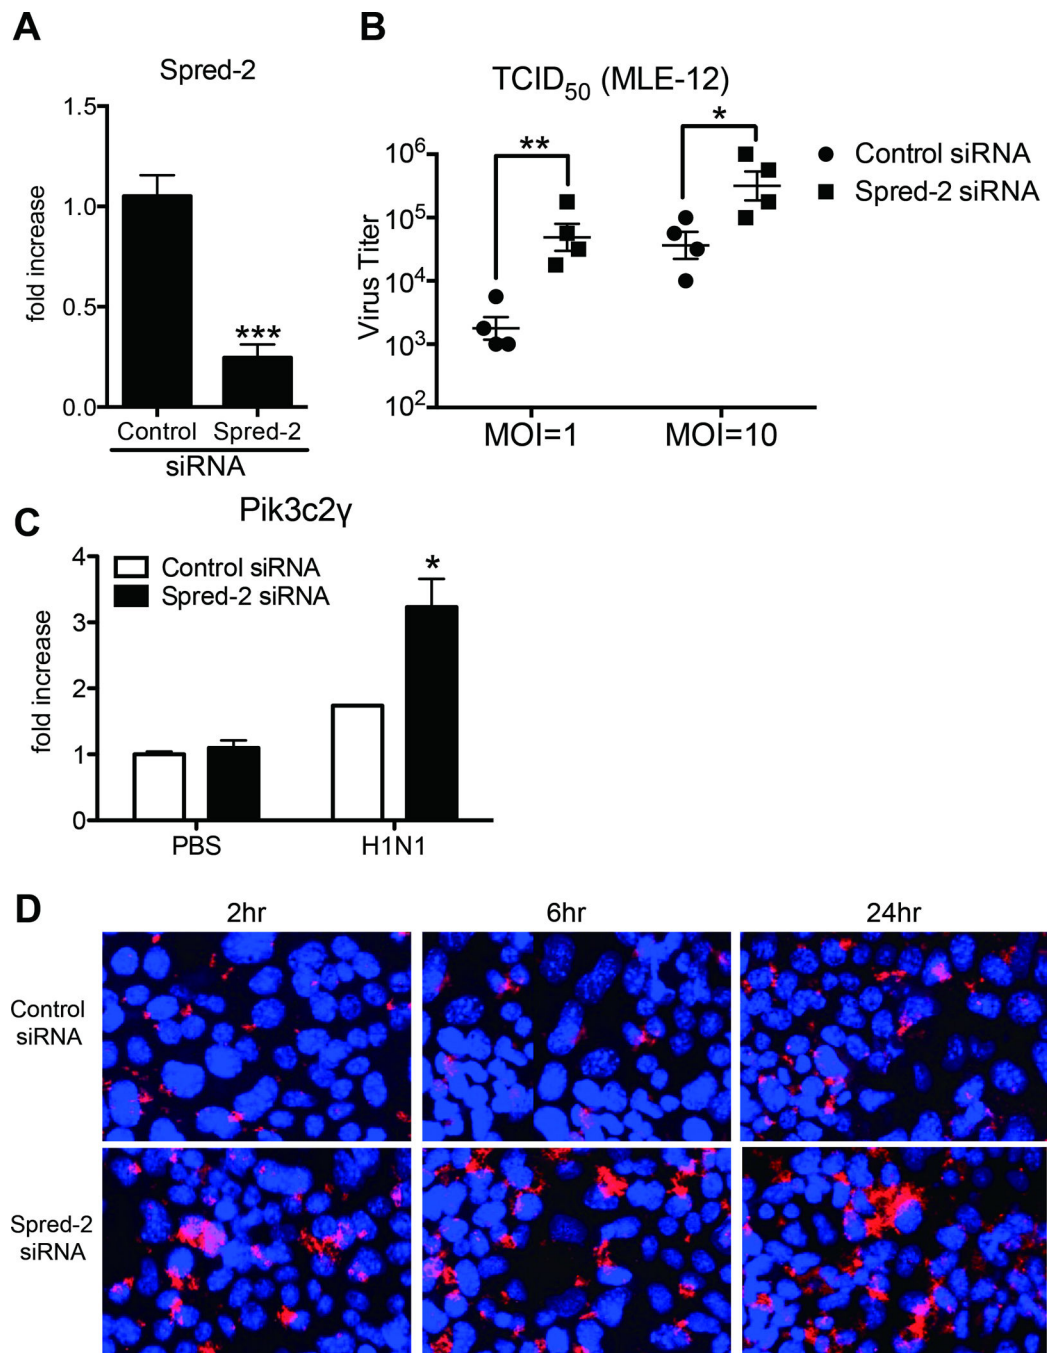 A
Spred-2
fold increase
1.5
1.0
0.5
0.0
***
Control Spred-2
siRNA
B
TCID50 (MLE-12)
Virus Titer
10^6
10^5
10^4
10^3
10^2
**
*
MOI=1 MOI=10
Control siRNA
Spred-2 siRNA
C
Pik3c2γ
fold increase
4
3
2
1
0
Control siRNA
Spred-2 siRNA
*
PBS H1N1
D
2hr 6hr 24hr
Control
siRNA
Spred-2
siRNA